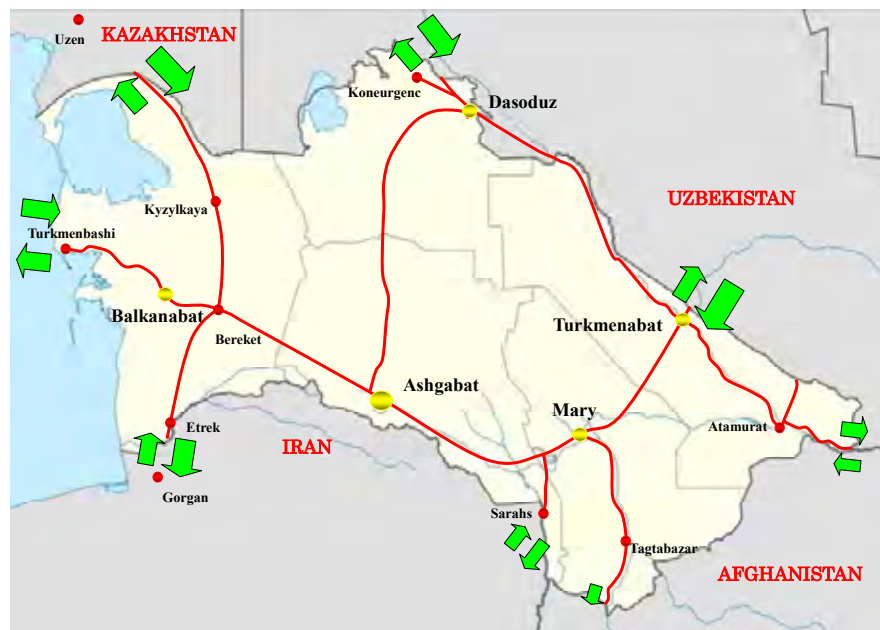 KAZAKHSTAN
Uzen
Koneurgenc
Dasoduz
UZBEKISTAN
Kyzylkaya
Turkmenbashi
Balkanabat
Bereket
Turkmenabat
Ashgabat
Mary
Etrek
Atamurat
IRAN
Gorgan
Sarahs
Tagtabazar
AFGHANISTAN